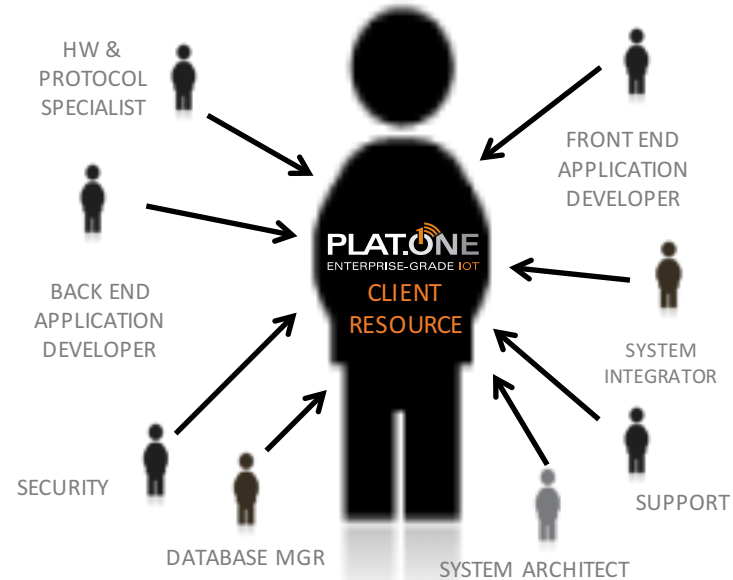 HW &
PROTOCOL
SPECIALIST
FRONT END
APPLICATION
DEVELOPER
PLAT.ONE
ENTERPRISE-GRADE IOT
CLIENT
RESOURCE
BACK END
APPLICATION
DEVELOPER
SYSTEM
INTEGRATOR
SECURITY
SUPPORT
DATABASE MGR
SYSTEM ARCHITECT